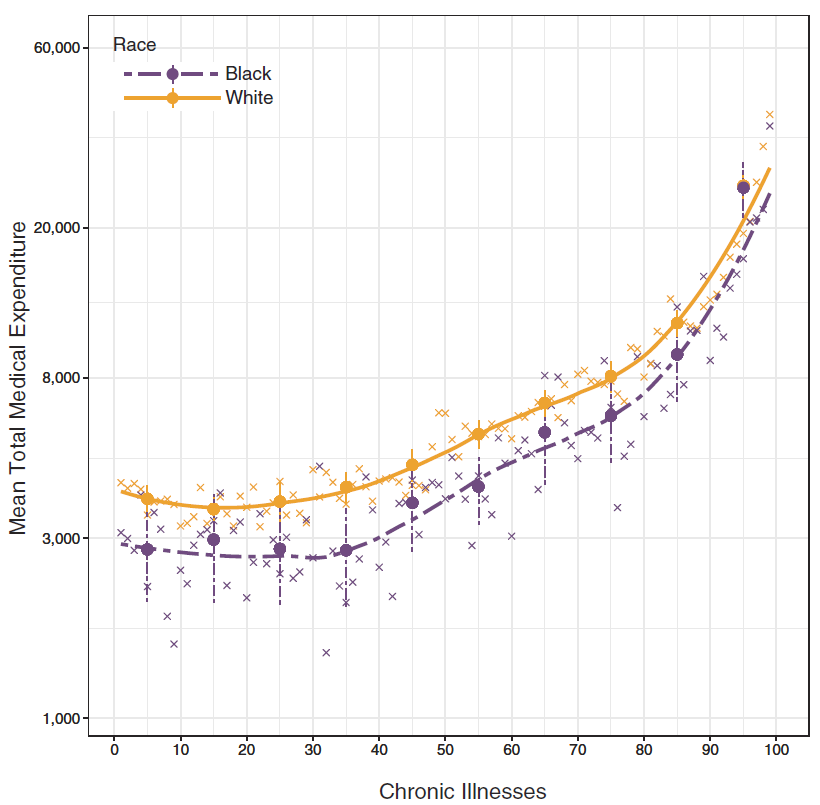 Race
Black
White
60,000
20,000
8,000
3,000
1,000
Mean Total Medical Expenditure
0 10 20 30 40 50 60 70 80 90 100
Chronic Illnesses